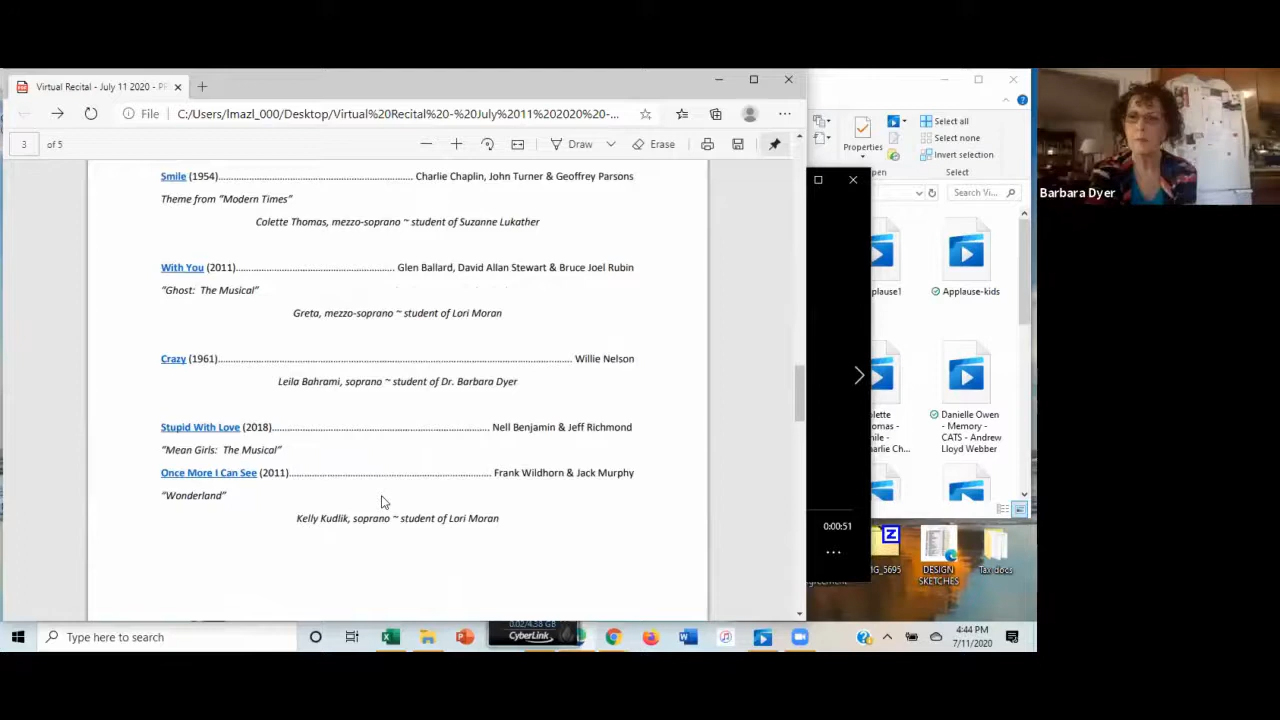 Virtual Recital - July 11 2020 - PR
File
C:/Users/lmazl_000/Desktop/Virtual%20Recital%20-%20July%2011%202020%20-...
3 of 5
Draw
Erase
Smile (1954)........................................ Charlie Chaplin, John Turner & Geoffrey Parsons
Theme from "Modern Times"
Colette Thomas, mezzo-soprano ~ student of Suzanne Lukather
With You (2011)........................................ Glen Ballard, David Allan Stewart & Bruce Joel Rubin
"Ghost: The Musical"
Greta, mezzo-soprano ~ student of Lori Moran
Crazy (1961)........................................ Willie Nelson
Leila Bahrami, soprano ~ student of Dr. Barbara Dyer
Stupid With Love (2018)........................................ Nell Benjamin & Jeff Richmond
"Mean Girls: The Musical"
Once More I Can See (2011)........................................ Frank Wildhorn & Jack Murphy
"Wonderland"
Kelly Kudlik, soprano ~ student of Lori Moran
Properties
Select all
Select none
Invert selection
Select
Search Vi...
Applause-kids
Danielle Owen
- Memory -
CATS - Andrew
Lloyd Webber
0:00:51
DESIGN
SKETCHES
Tax docs
Barbara Dyer
Type here to search
CyberLink
4:44 PM
7/11/2020